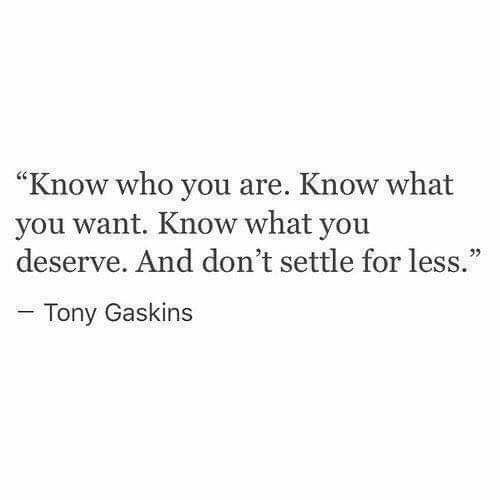 “Know who you are. Know what
you want. Know what you
deserve. And don’t settle for less.”
— Tony Gaskins